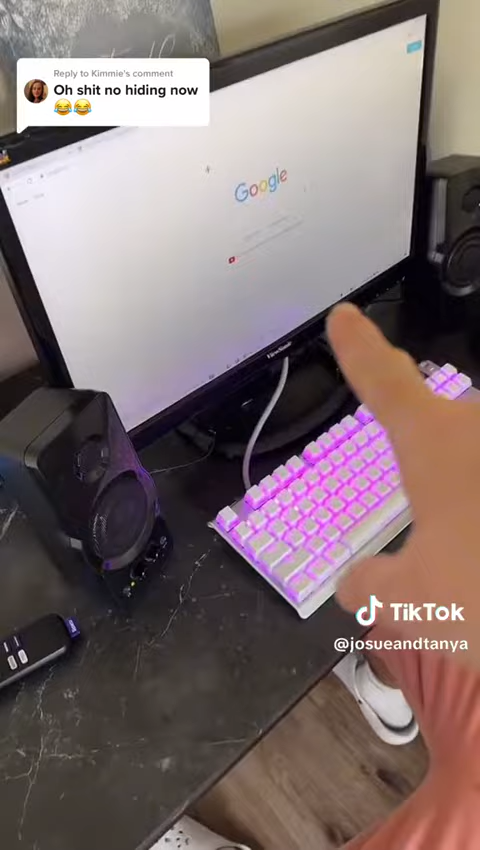 Reply to Kimmie's comment
Oh shit no hiding now
😂😂
Google
ViewSonic
TikTok
@josueandtanya